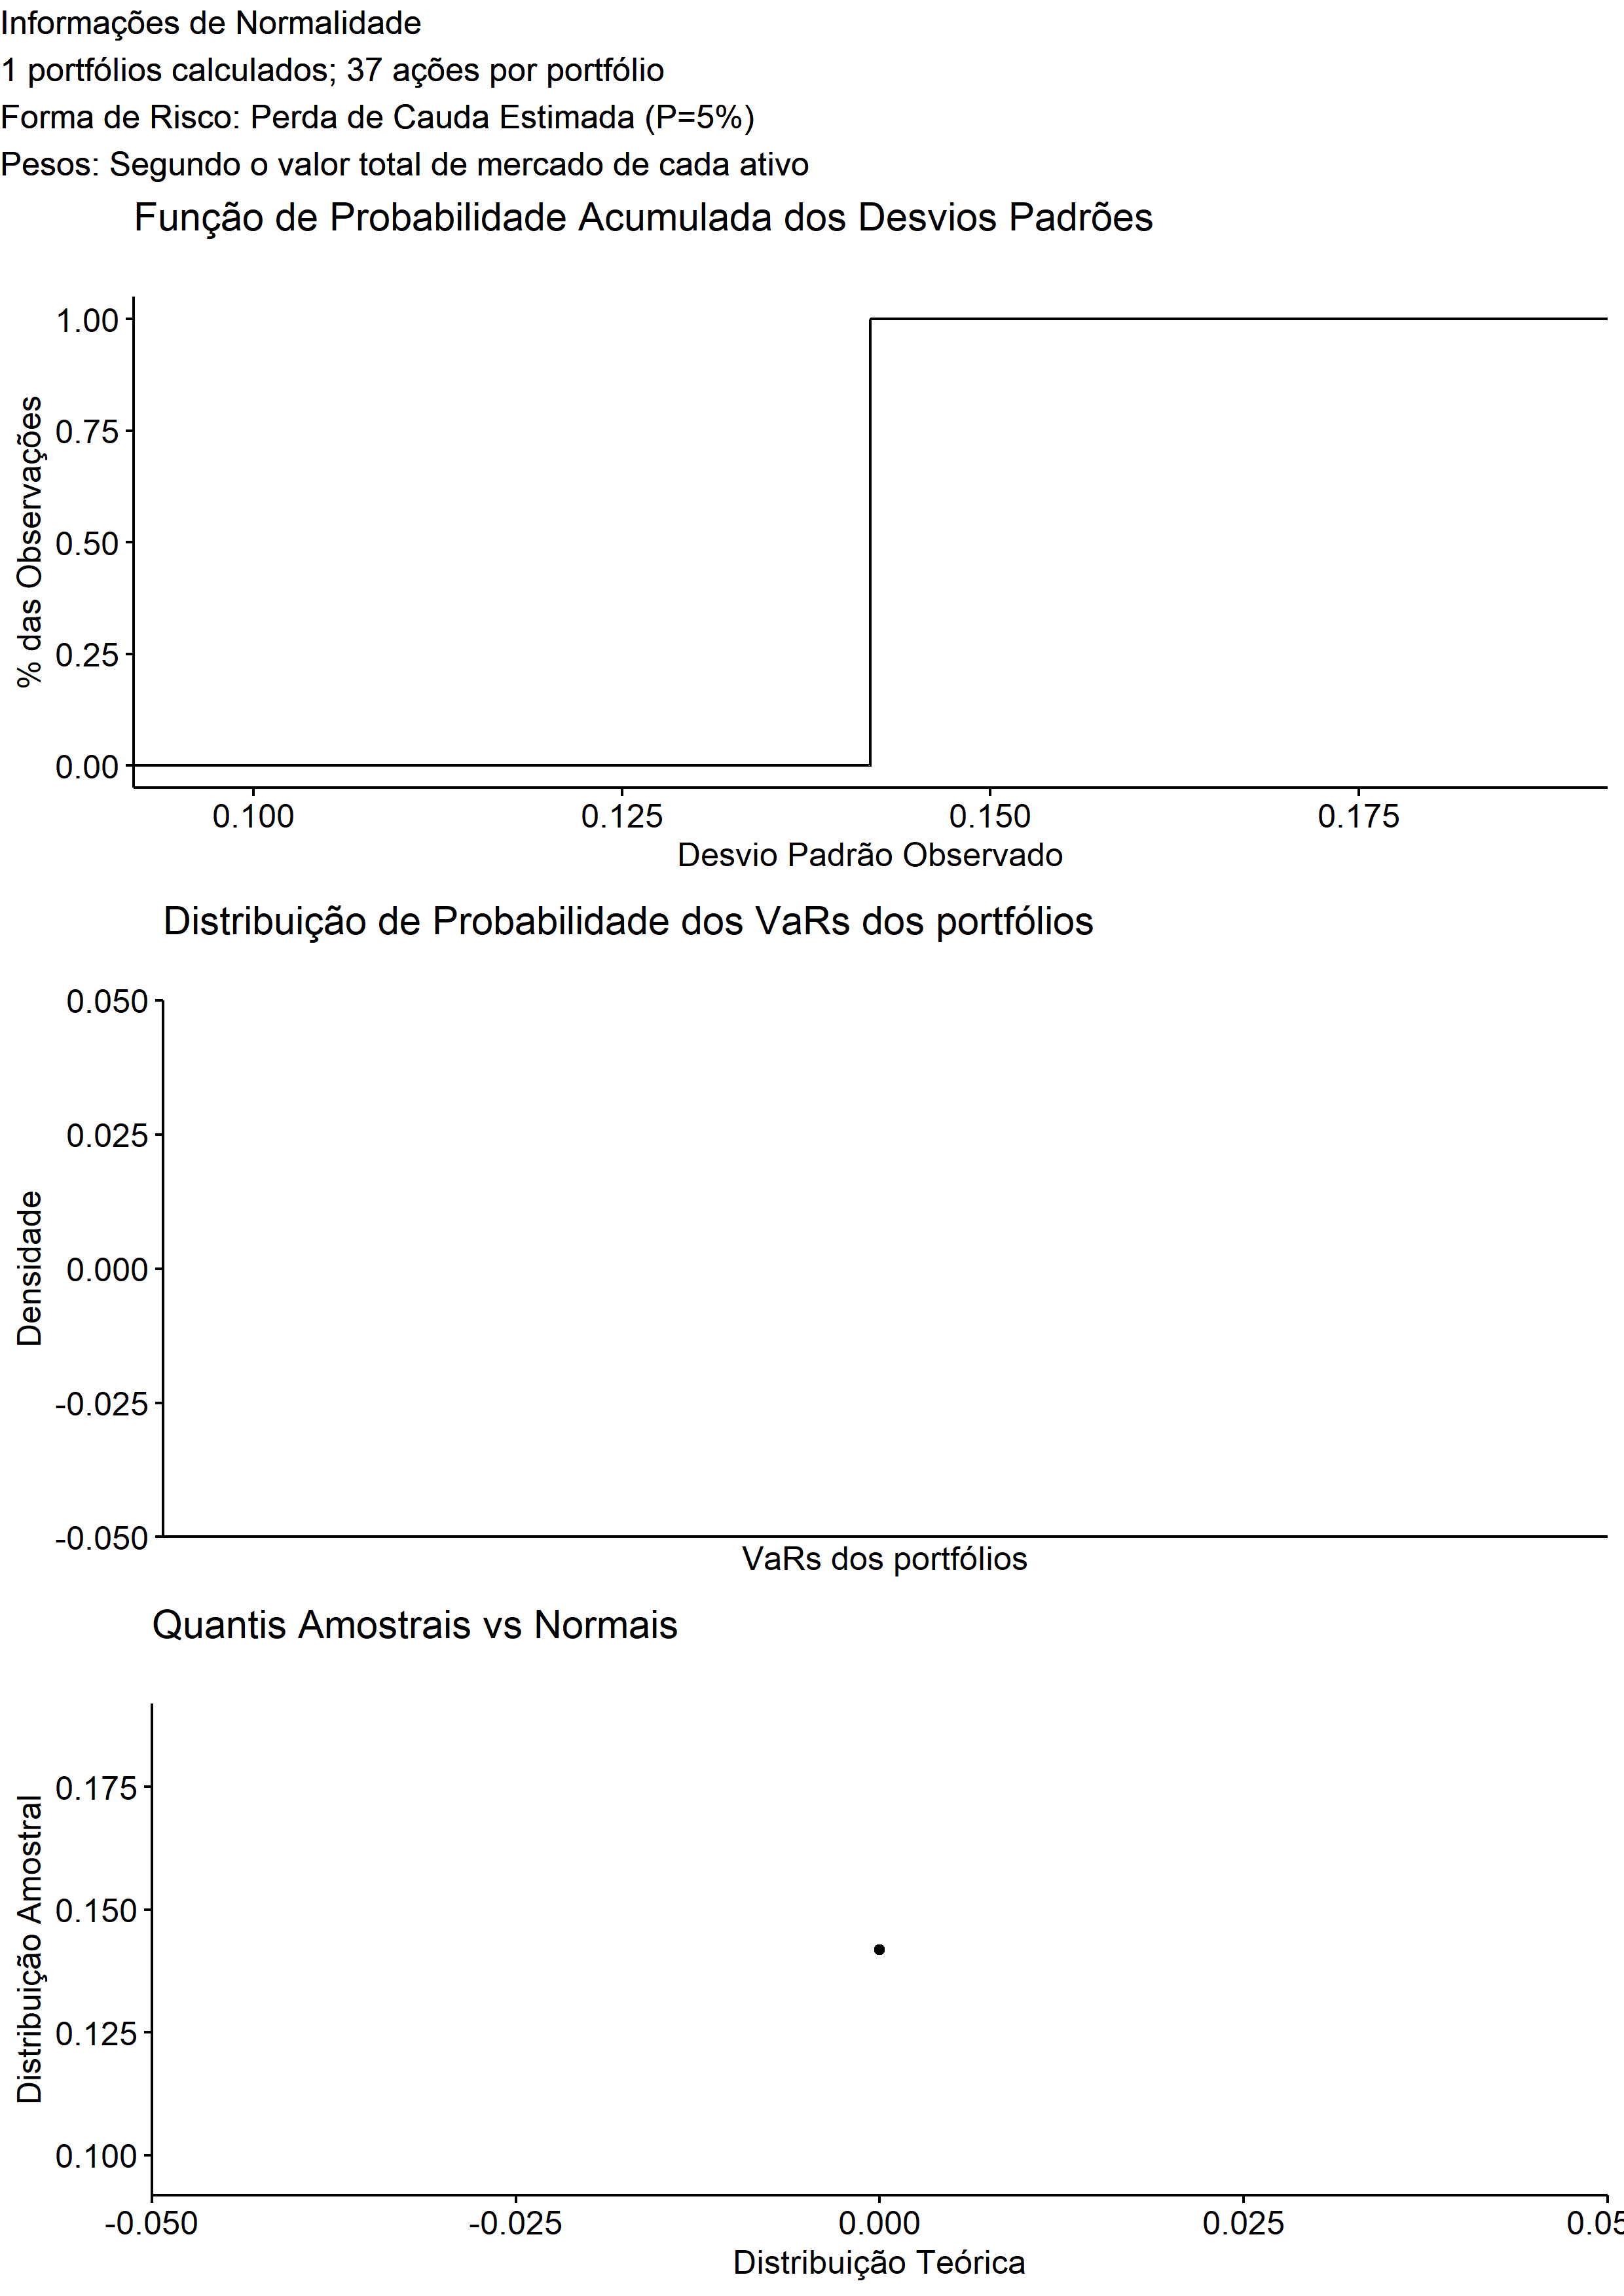 Informações de Normalidade
1 portfólios calculados; 37 ações por portfólio
Forma de Risco: Perda de Cauda Estimada (P=5%)
Pesos: Segundo o valor total de mercado de cada ativo
Função de Probabilidade Acumulada dos Desvios Padrões
% das Observações
1.00
0.75
0.50
0.25
0.00
0.100 0.125 0.150 0.175
Desvio Padrão Observado
Distribuição de Probabilidade dos VaRs dos portfólios
Densidade
0.050
0.025
0.000
-0.025
-0.050
VaRs dos portfólios
Quantis Amostrais vs Normais
Distribuição Amostral
0.175
0.150
0.125
0.100
-0.050 -0.025 0.000 0.025
Distribuição Teórica